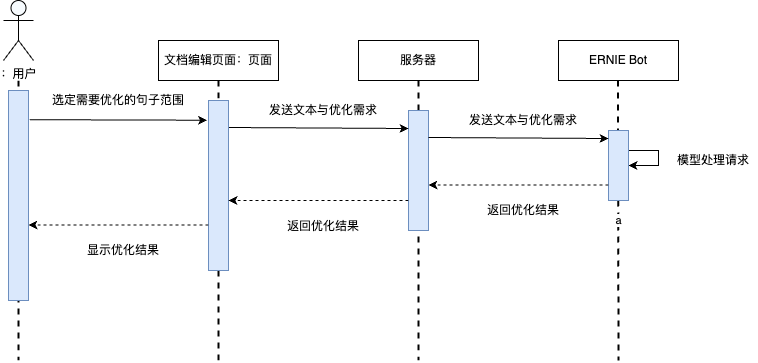 ：用户
文档编辑页面：页面
服务器
ERNIE Bot
选定需要优化的句子范围
发送文本与优化需求
发送文本与优化需求
模型处理请求
返回优化结果
a
返回优化结果
显示优化结果